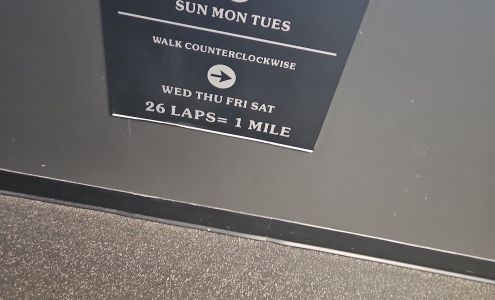 SUN MON TUES
WALK COUNTERCLOCKWISE
WED THU FRI SAT
26 LAPS= 1 MILE